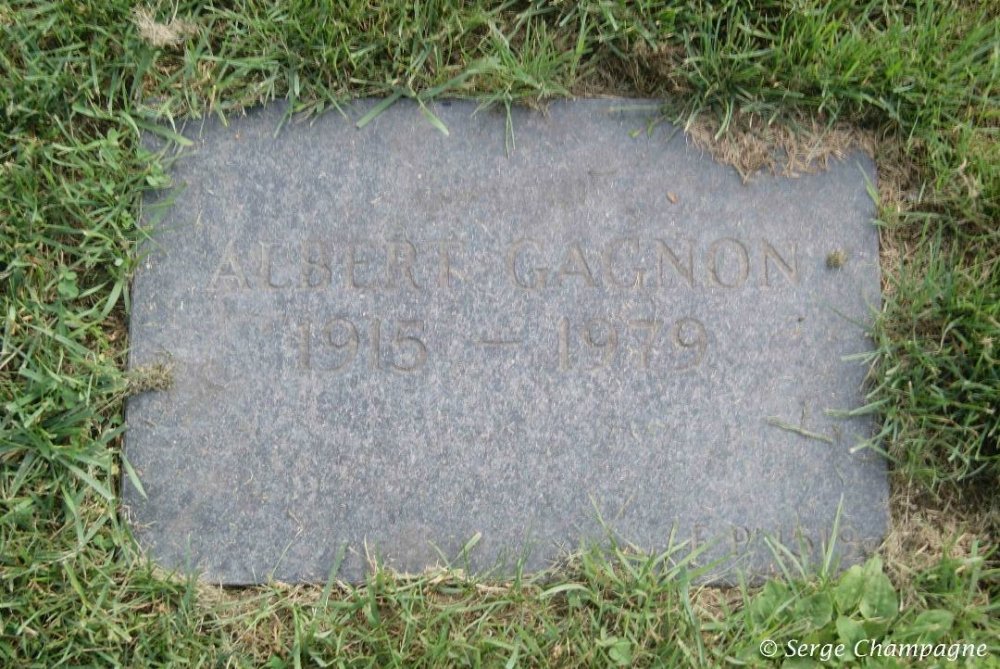 ALBERT GAGNON
1915 - 1979
© Serge Champagne